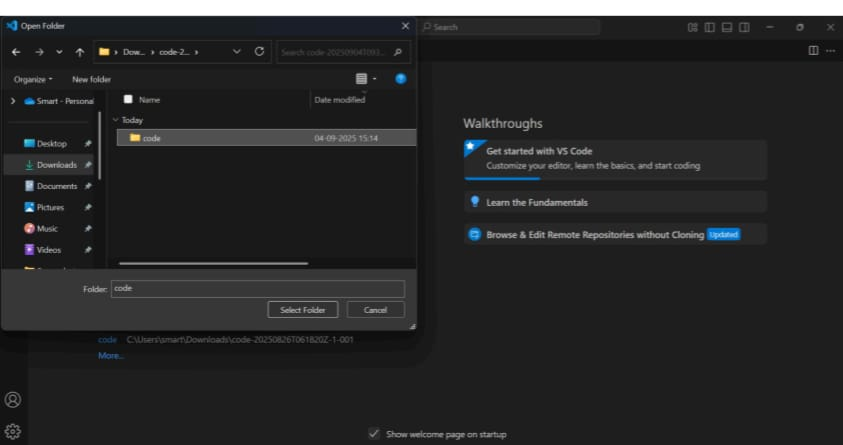 Open Folder
Search
Dow... › code-2... ›
Search code-20250904T093...
Organize
New folder
Smart - Personal
Name
Date modified
Today
code
04-09-2025 15:14
Desktop
Downloads
Documents
Pictures
Music
Videos
Folder: code
Select Folder
Cancel
Walkthroughs
Get started with VS Code
Customize your editor, learn the basics, and start coding
Learn the Fundamentals
Browse & Edit Remote Repositories without Cloning Updated
code C:\Users\smart\Downloads\code-20250826T061820Z-1-001
More...
Show welcome page on startup